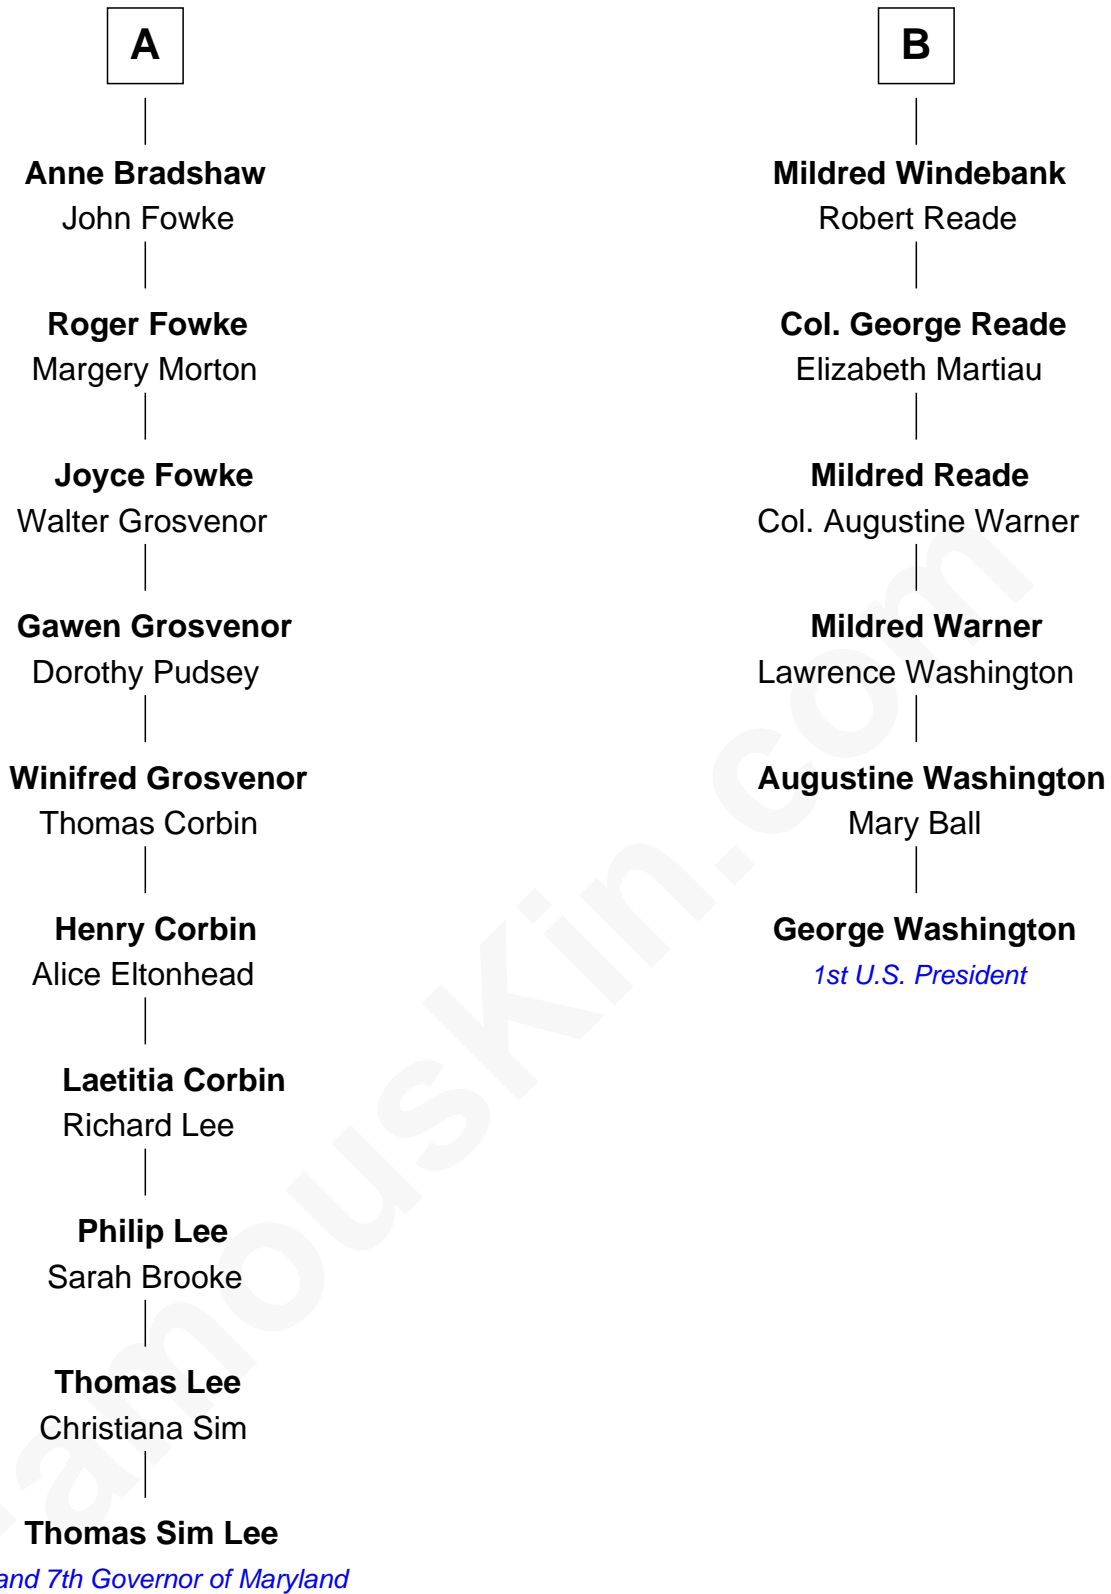 A
Anne Bradshaw
John Fowke
Roger Fowke
Margery Morton
Joyce Fowke
Walter Grosvenor
Gawen Grosvenor
Dorothy Pudsey
Winifred Grosvenor
Thomas Corbin
Henry Corbin
Alice Eltonhead
Laetitia Corbin
Richard Lee
Philip Lee
Sarah Brooke
Thomas Lee
Christiana Sim
Thomas Sim Lee
and 7th Governor of Maryland
B
Mildred Windebank
Robert Reade
Col. George Reade
Elizabeth Martiau
Mildred Reade
Col. Augustine Warner
Mildred Warner
Lawrence Washington
Augustine Washington
Mary Ball
George Washington
1st U.S. President
amousKin.com